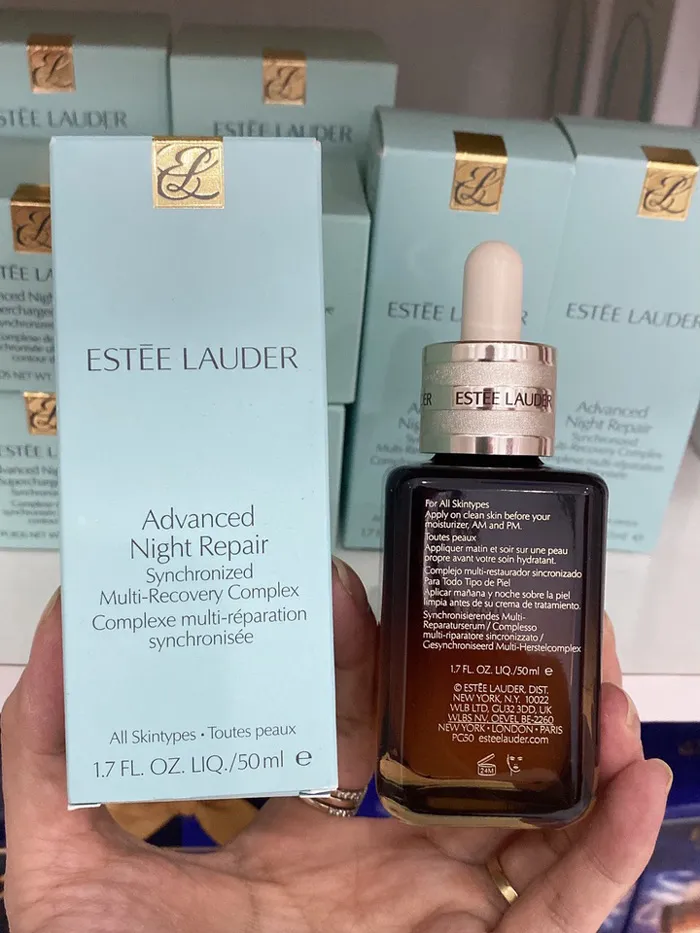 ESTĒE LAUDER
Advanced
Night Repair
Synchronized
Multi-Recovery Complex
Complexe multi-réparation
synchronisée
All Skintypes • Toutes peaux
1.7 FL. OZ. LIQ./50 ml ℮
ESTĒE LAUDER
For All Skintypes
Apply on clean skin before your
moisturizer, AM and PM.
Toutes peaux
Appliquer matin et soir sur une peau
propre avant votre soin hydratant.
Complejo multi-restaurador sincronizado
Para Todo Tipo de Piel
Aplicar mañana y noche sobre la piel
limpia antes de su crema de tratamiento.
Synchronisierendes Multi-
Reparaturserum / Complesso
multi-riparatore sincronizzato /
Gesynchroniseerd Multi-Herstelcomplex
1.7 FL. OZ. LIQ./50 ml ℮
© ESTĒE LAUDER. DIST.
NEW YORK, N.Y. 10022
WLB LTD, GU32 3DD, UK
WLBS NV, OEVEL BE-2260
NEW YORK • LONDON • PARIS
PG50 esteelauder.com
24M
ESTĒE LAUDER
ESTĒE LAUDER
ESTĒE LAUDER
Advanced
Night Repair
Synchronized